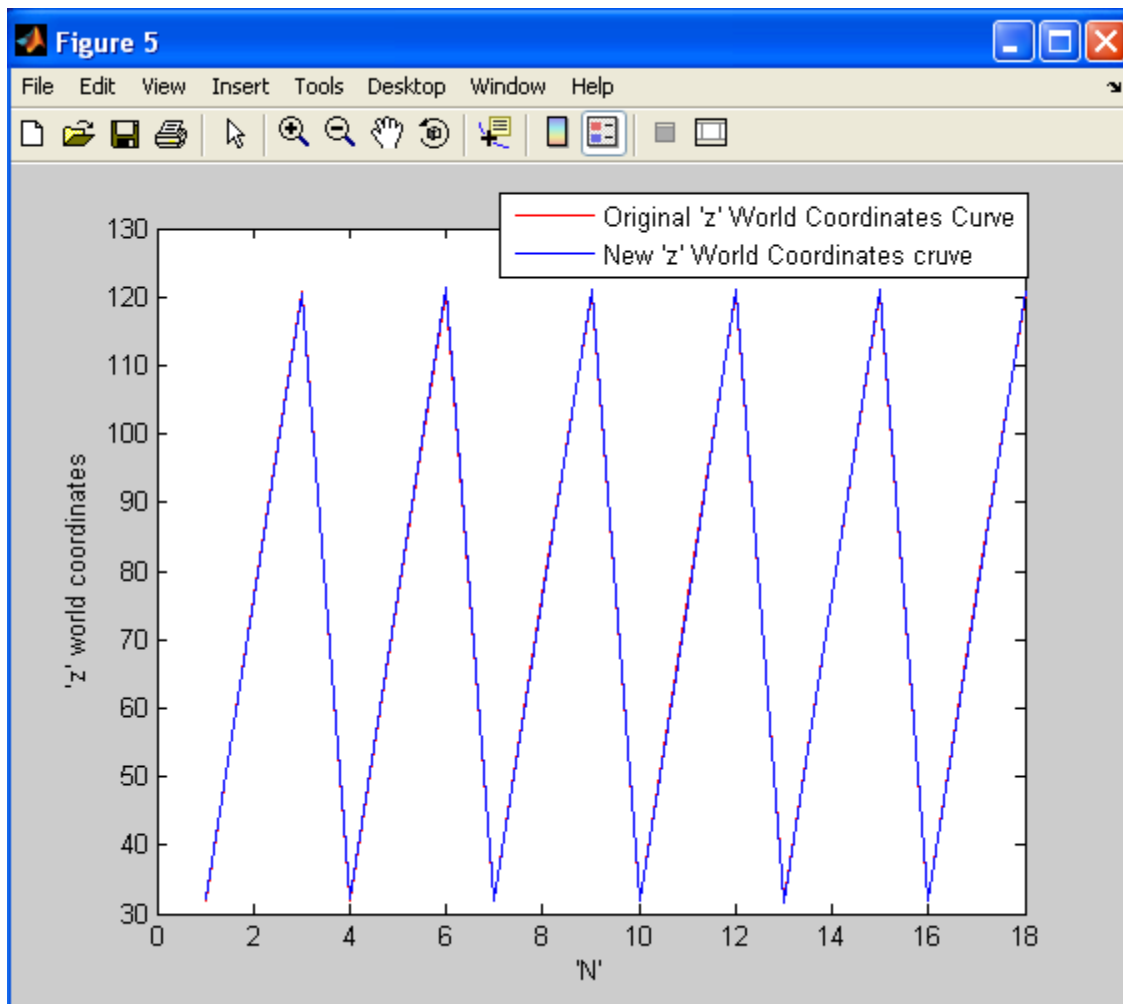 Figure 5
File Edit View Insert Tools Desktop Window Help
Original 'z' World Coordinates Curve
New 'z' World Coordinates cruve
130
120
110
100
90
80
70
60
50
40
30
'z' world coordinates
0 2 4 6 8 10 12 14 16 18
'N'